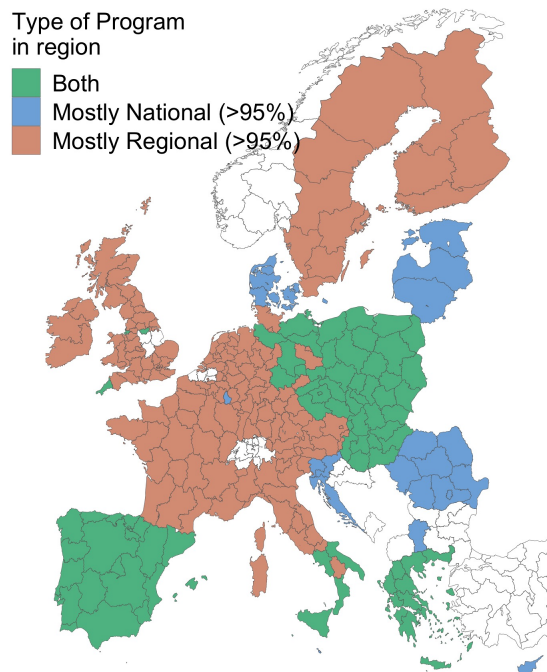 Type of Program
in region
Both
Mostly National (>95%)
Mostly Regional (>95%)